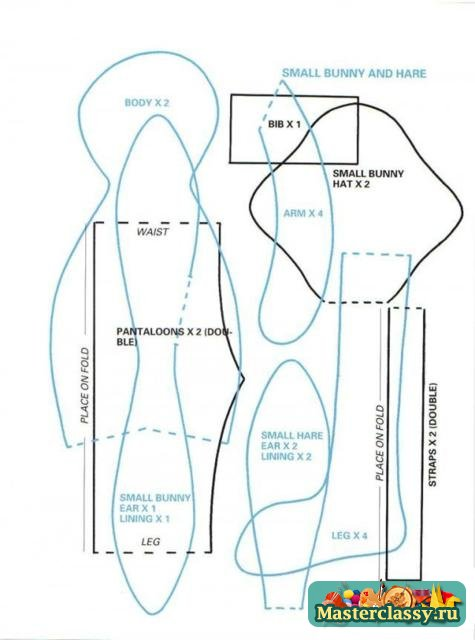 SMALL BUNNY AND HARE
BODY X 2
BIB X 1
SMALL BUNNY
HAT X 2
ARM X 4
WAIST
PANTALOONS X 2 (DOU-
BLE)
PLACE ON FOLD
PLACE ON FOLD
STRAPS X 2 (DOUBLE)
SMALL HARE
EAR X 2
LINING X 2
SMALL BUNNY
EAR X 1
LINING X 1
LEG X 4
LEG
Masterclassy.ru